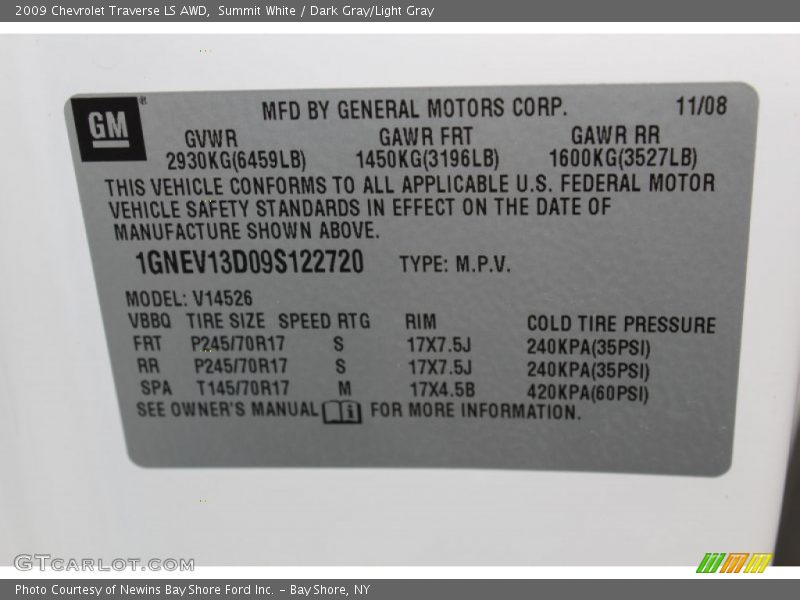 2009 Chevrolet Traverse LS AWD, Summit White / Dark Gray/Light Gray
GM ®
MFD BY GENERAL MOTORS CORP. 11/08
GVWR GAWR FRT GAWR RR
2930KG(6459LB) 1450KG(3196LB) 1600KG(3527LB)
THIS VEHICLE CONFORMS TO ALL APPLICABLE U.S. FEDERAL MOTOR
VEHICLE SAFETY STANDARDS IN EFFECT ON THE DATE OF
MANUFACTURE SHOWN ABOVE.
1GNEV13D09S122720 TYPE: M.P.V.
MODEL: V14526
VBBQ TIRE SIZE SPEED RTG RIM COLD TIRE PRESSURE
FRT P245/70R17 S 17X7.5J 240KPA(35PSI)
RR P245/70R17 S 17X7.5J 240KPA(35PSI)
SPA T145/70R17 M 17X4.5B 420KPA(60PSI)
SEE OWNER'S MANUAL FOR MORE INFORMATION.
GTCARLOT.COM
Photo Courtesy of Newins Bay Shore Ford Inc. - Bay Shore, NY